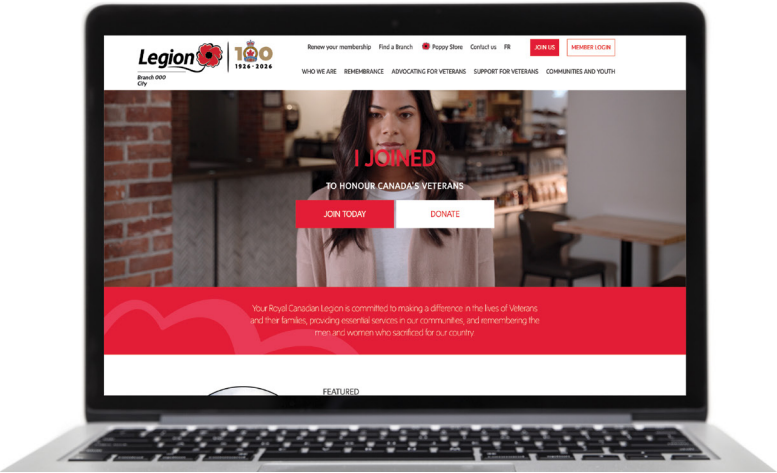 Legion
100
1926-2026
Branch 000
City
Renew your membership Find a Branch Poppy Store Contact us FR JOIN US MEMBER LOGIN
WHO WE ARE REMEMBRANCE ADVOCATING FOR VETERANS SUPPORT FOR VETERANS COMMUNITIES AND YOUTH
I JOINED
TO HONOUR CANADA'S VETERANS
JOIN TODAY DONATE
Your Royal Canadian Legion is committed to making a difference in the lives of Veterans
and their families, providing essential services in our communities, and remembering the
men and women who sacrificed for our country.
FEATURED